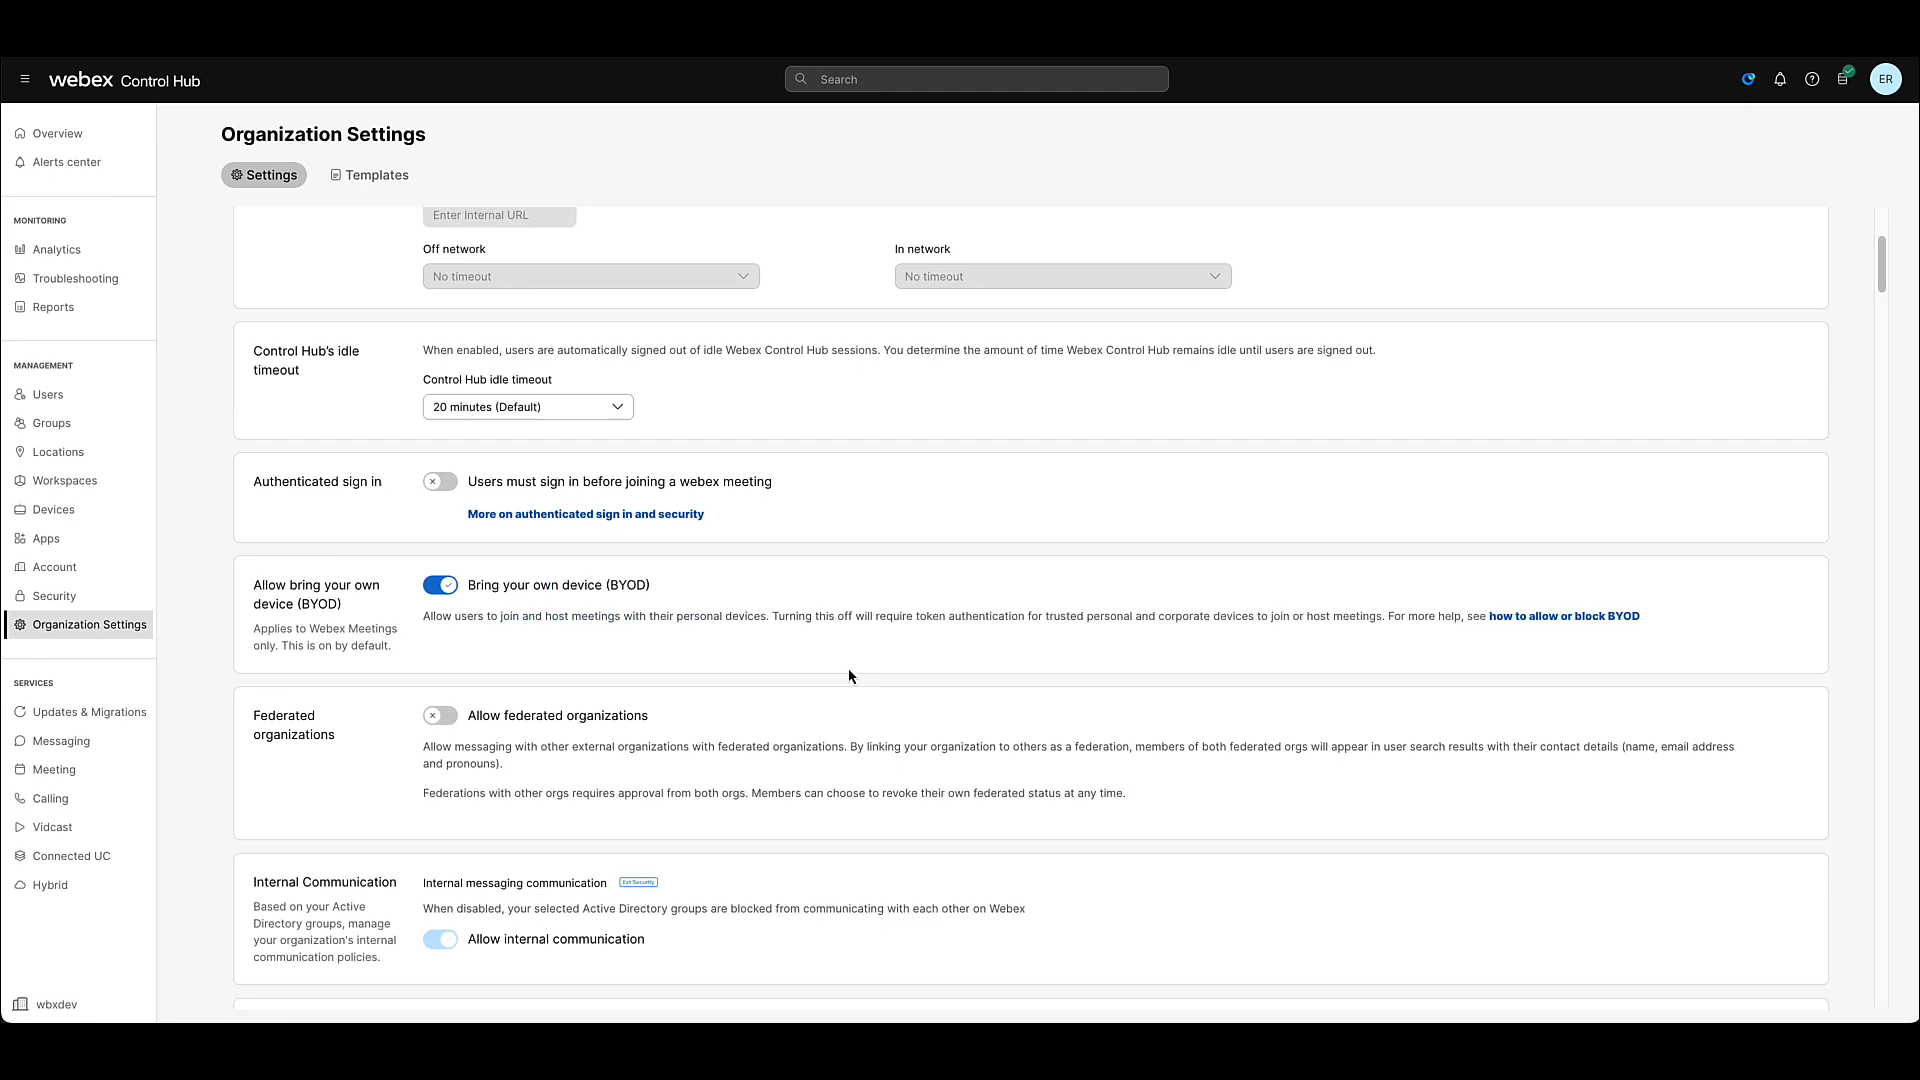 webex Control Hub
Search
ER
Overview
Alerts center
MONITORING
Analytics
Troubleshooting
Reports
MANAGEMENT
Users
Groups
Locations
Workspaces
Devices
Apps
Account
Security
Organization Settings
SERVICES
Updates & Migrations
Messaging
Meeting
Calling
Vidcast
Connected UC
Hybrid
wbxdev
Organization Settings
Settings
Templates
Enter Internal URL
Off network
In network
No timeout
No timeout
Control Hub's idle
timeout
When enabled, users are automatically signed out of idle Webex Control Hub sessions. You determine the amount of time Webex Control Hub remains idle until users are signed out.
Control Hub idle timeout
20 minutes (Default)
Authenticated sign in
Users must sign in before joining a webex meeting
More on authenticated sign in and security
Allow bring your own
device (BYOD)
Applies to Webex Meetings
only. This is on by default.
Bring your own device (BYOD)
Allow users to join and host meetings with their personal devices. Turning this off will require token authentication for trusted personal and corporate devices to join or host meetings. For more help, see how to allow or block BYOD
Federated
organizations
Allow federated organizations
Allow messaging with other external organizations with federated organizations. By linking your organization to others as a federation, members of both federated orgs will appear in user search results with their contact details (name, email address
and pronouns).
Federations with other orgs requires approval from both orgs. Members can choose to revoke their own federated status at any time.
Internal Communication
Based on your Active
Directory groups, manage
your organization's internal
communication policies.
Internal messaging communication
Ext Security
When disabled, your selected Active Directory groups are blocked from communicating with each other on Webex
Allow internal communication